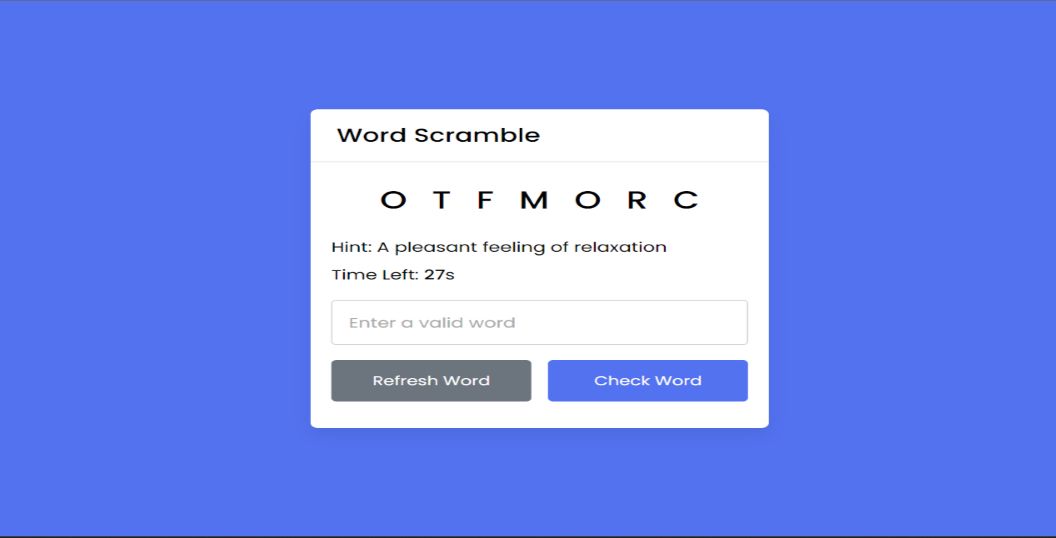 Word Scramble
O T F M O R C
Hint: A pleasant feeling of relaxation
Time Left: 27s
Enter a valid word
Refresh Word Check Word